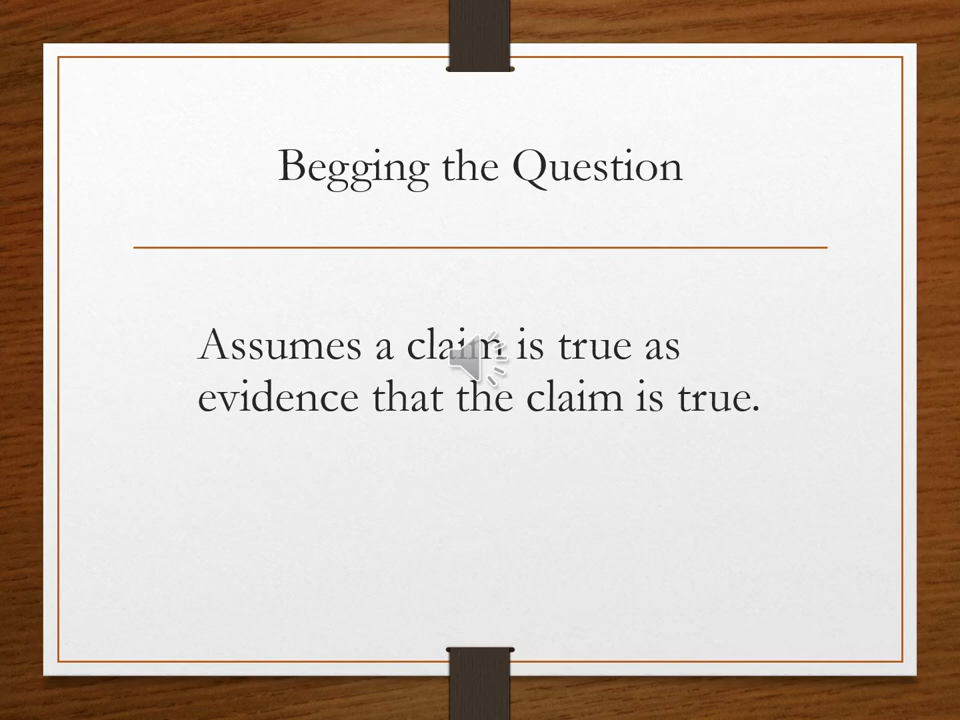 Begging the Question
Assumes a claim is true as
evidence that the claim is true.